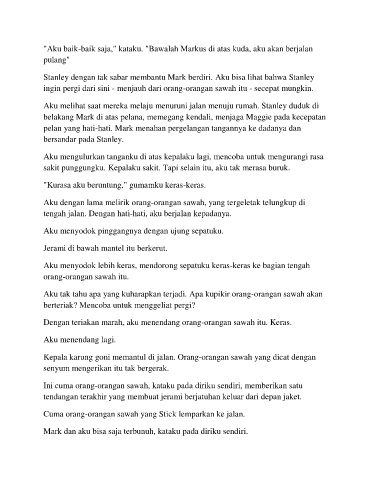 "Aku baik-baik saja," kataku. "Bawalah Markus di atas kuda, aku akan berjalan
pulang"
Stanley dengan tak sabar membantu Mark berdiri. Aku bisa lihat bahwa Stanley
ingin pergi dari sini - menjauh dari orang-orangan sawah itu - secepat mungkin.
Aku melihat saat mereka melaju menuruni jalan menuju rumah. Stanley duduk di
belakang Mark di atas pelana, memegang kendali, menjaga Maggie pada kecepatan
pelan yang hati-hati. Mark menahan pergelangan tangannya ke dadanya dan
bersandar pada Stanley.
Aku mengulurkan tanganku di atas kepalaku lagi, mencoba untuk mengurangi rasa
sakit punggungku. Kepalaku sakit. Tapi selain itu, aku tak merasa buruk.
"Kurasa aku beruntung," gumamku keras-keras.
Aku dengan lama melirik orang-orangan sawah, yang tergeletak telungkup di
tengah jalan. Dengan hati-hati, aku berjalan kepadanya.
Aku menyodok pinggangnya dengan ujung sepatuku.
Jerami di bawah mantel itu berkerut.
Aku menyodok lebih keras, mendorong sepatuku keras-keras ke bagian tengah
orang-orangan sawah itu.
Aku tak tahu apa yang kuharapkan terjadi. Apa kupikir orang-orangan sawah akan
berteriak? Mencoba untuk menggeliat pergi?
Dengan teriakan marah, aku menendang orang-orangan sawah itu. Keras.
Aku menendang lagi.
Kepala karung goni memantul di jalan. Orang-orangan sawah yang dicat dengan
senyum mengerikan itu tak bergerak.
Ini cuma orang-orangan sawah, kataku pada diriku sendiri, memberikan satu
tendangan terakhir yang membuat jerami berjatuhan keluar dari depan jaket.
Cuma orang-orangan sawah yang Stick lemparkan ke jalan.
Mark dan aku bisa saja terbunuh, kataku pada diriku sendiri.